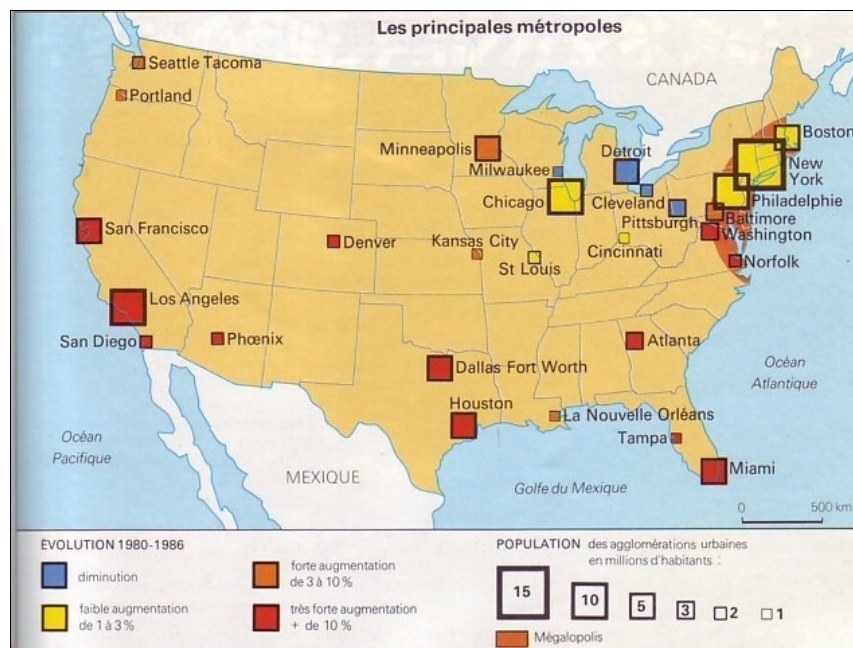 Les principales métropoles
Seattle Tacoma
CANADA
Portland
Boston
Minneapolis
Detroit
Milwaukee
New
York
Chicago
Cleveland
Philadelphie
Pittsburgh
Baltimore
San Francisco
Washington
Denver
Kansas City
Cincinnati
St Louis
Norfolk
Los Angeles
San Diego
Phœnix
Atlanta
Dallas Fort Worth
Océan
Atlantique
Houston
La Nouvelle Orléans
Tampa
Océan
Pacifique
Miami
MEXIQUE
Golfe du Mexique
0 500 km
ÉVOLUTION 1980-1986
diminution
faible augmentation
de 1 à 3 %
forte augmentation
de 3 à 10 %
très forte augmentation
+ de 10 %
POPULATION des agglomérations urbaines
en millions d'habitants :
15 10 5 3 2 1
Mégalopolis